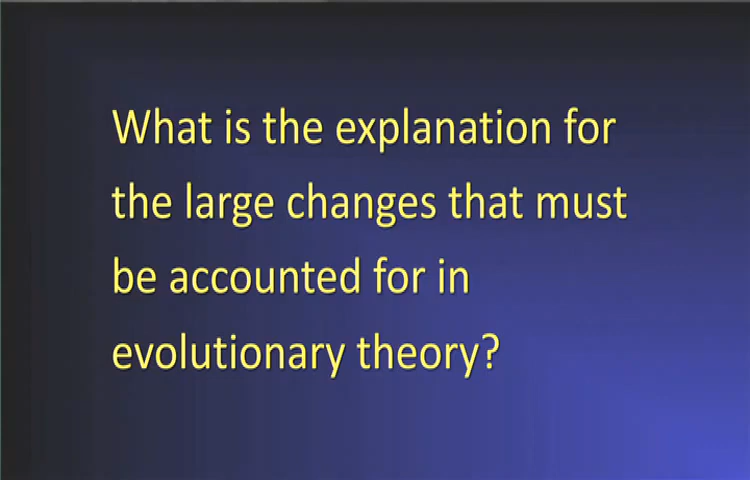 What is the explanation for
the large changes that must
be accounted for in
evolutionary theory?